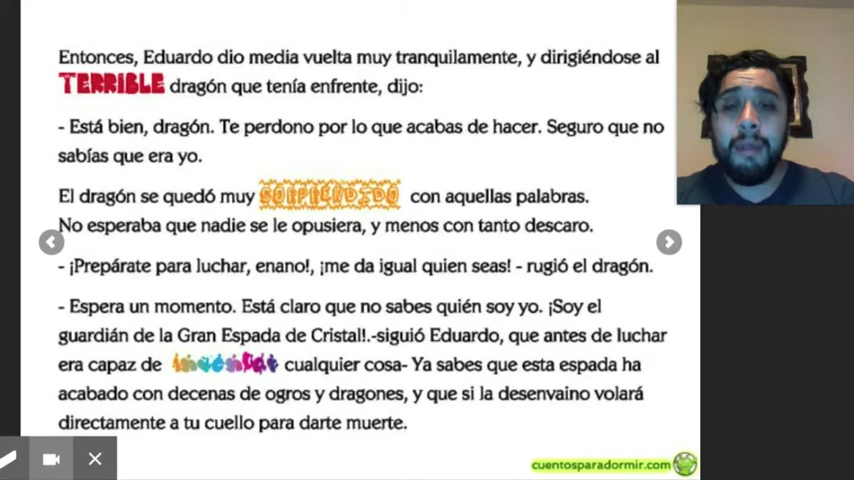 Entonces, Eduardo dio media vuelta muy tranquilamente, y dirigiéndose al
TERRIBLE dragón que tenía enfrente, dijo:
- Está bien, dragón. Te perdono por lo que acabas de hacer. Seguro que no
sabías que era yo.
El dragón se quedó muy SORPRENDIDO con aquellas palabras.
No esperaba que nadie se le opusiera, y menos con tanto descaro.
- ¡Prepárate para luchar, enano!, ¡me da igual quien seas! - rugió el dragón.
- Espera un momento. Está claro que no sabes quién soy yo. ¡Soy el
guardián de la Gran Espada de Cristal!.-siguió Eduardo, que antes de luchar
era capaz de inventar cualquier cosa- Ya sabes que esta espada ha
acabado con decenas de ogros y dragones, y que si la desenvaino volará
directamente a tu cuello para darte muerte.
cuentosparadormir.com